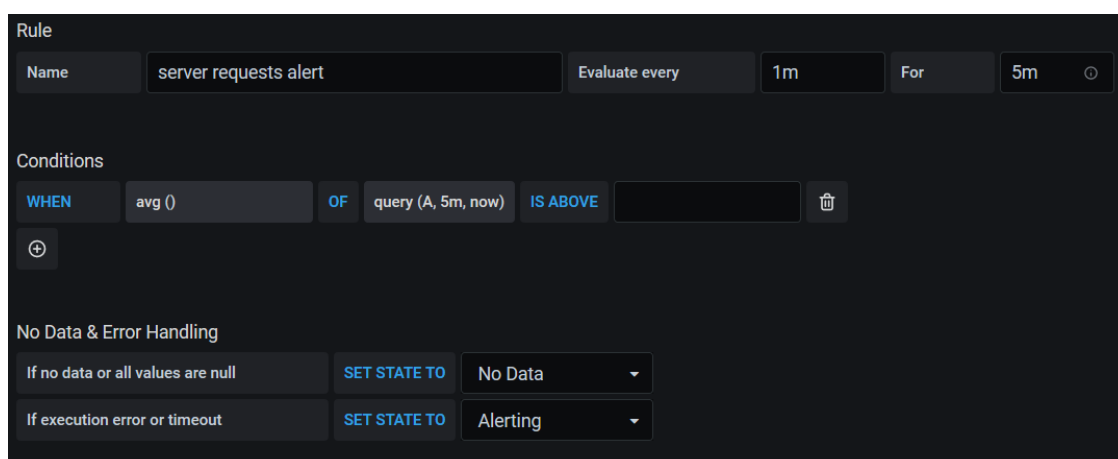 Rule
Name server requests alert Evaluate every 1m For 5m
Conditions
WHEN avg () OF query (A, 5m, now) IS ABOVE
No Data & Error Handling
If no data or all values are null SET STATE TO No Data
If execution error or timeout SET STATE TO Alerting